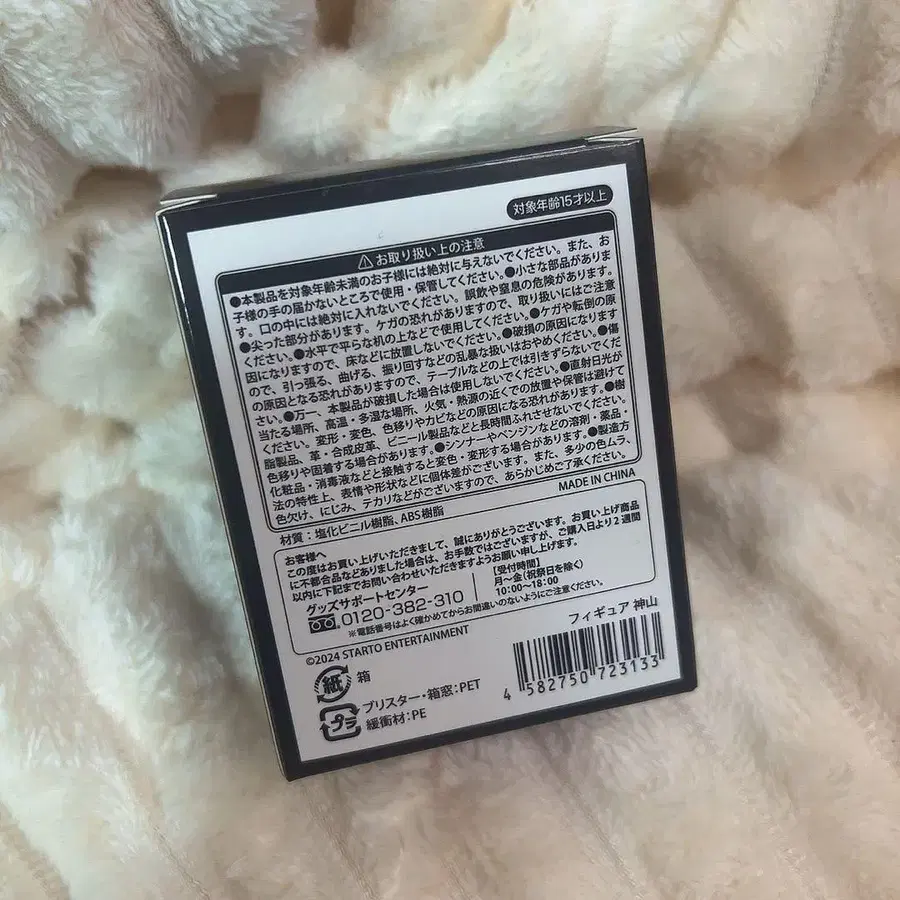 対象年齢15才以上
⚠お取り扱い上の注意
●本製品を対象年齢未満のお子様には絶対に与えないでください。また、お
子様の手の届かないところで使用・保管してください。●小さな部品がありま
す。口の中には絶対に入れないでください。誤飲や窒息の危険があります。
●尖った部分があります。ケガの恐れがありますので、取り扱いにはご注意
ください。●水平で平らな机の上などで使用してください。●ケガや転倒の原
因になりますので、床などに放置しないでください。●破損の原因になります
ので、引っ張る、曲げる、振り回すなどの乱暴な扱いはおやめください。●傷
の原因となる恐れがありますので、テーブルなどの上では引きずらないでくだ
さい。●万一、本製品が破損した場合は使用しないでください。●直射日光が
当たる場所、高温・多湿な場所、火気・熱源の近くでの放置や保管は避けて
ください。変形・変色、色移りやカビなどの原因になる恐れがあります。●樹
脂製品、革・合成皮革、ビニール製品などと長時間ふれさせないでください。
色移りや固着する場合があります。●シンナーやベンジンなどの溶剤・薬品・
化粧品・消毒液などと接触すると変色・変形する場合があります。●製造方
法の特性上、表情や形状などに個体差がございます。また、多少の色ムラ、
色欠け、にじみ、テカリなどがございますので、あらかじめご了承ください。
材質：塩化ビニル樹脂、ABS樹脂
MADE IN CHINA
お客様へ
この度はお買い上げいただきまして、誠にありがとうございます。お買い上げ商品
に不都合品などありました場合は、お手数ではございますが、ご購入日より2週間
以内に下記までお問い合わせいただきますようお願い申し上げます。
グッズサポートセンター
0120-382-310
【受付時間】
月〜金（祝祭日を除く）
10:00〜18:00
※電話番号はよく確かめてからお間違いのないようにご注意ください。
©2024 STARTO ENTERTAINMENT
フィギュア 神山
紙 箱
プラ
ブリスター・箱窓：PET
緩衝材：PE
4 582750 723133